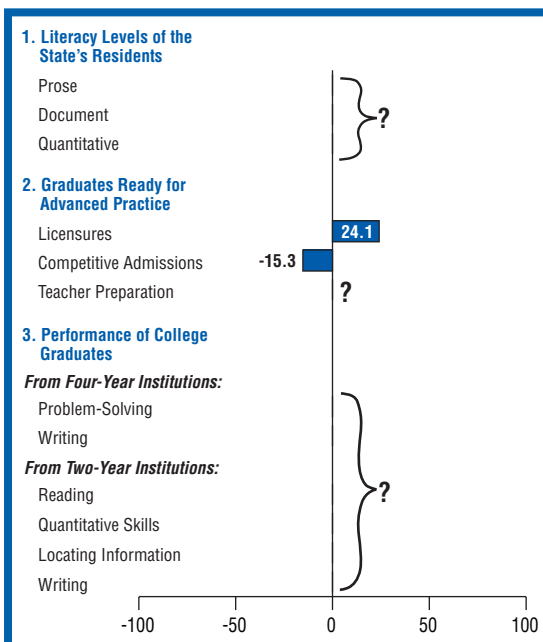 1. Literacy Levels of the
State’s Residents
Prose
Document
Quantitative
?
2. Graduates Ready for
Advanced Practice
Licensures
24.1
Competitive Admissions
-15.3
Teacher Preparation
?
3. Performance of College
Graduates
From Four-Year Institutions:
Problem-Solving
Writing
From Two-Year Institutions:
Reading
Quantitative Skills
Locating Information
Writing
?
-100 -50 0 50 100